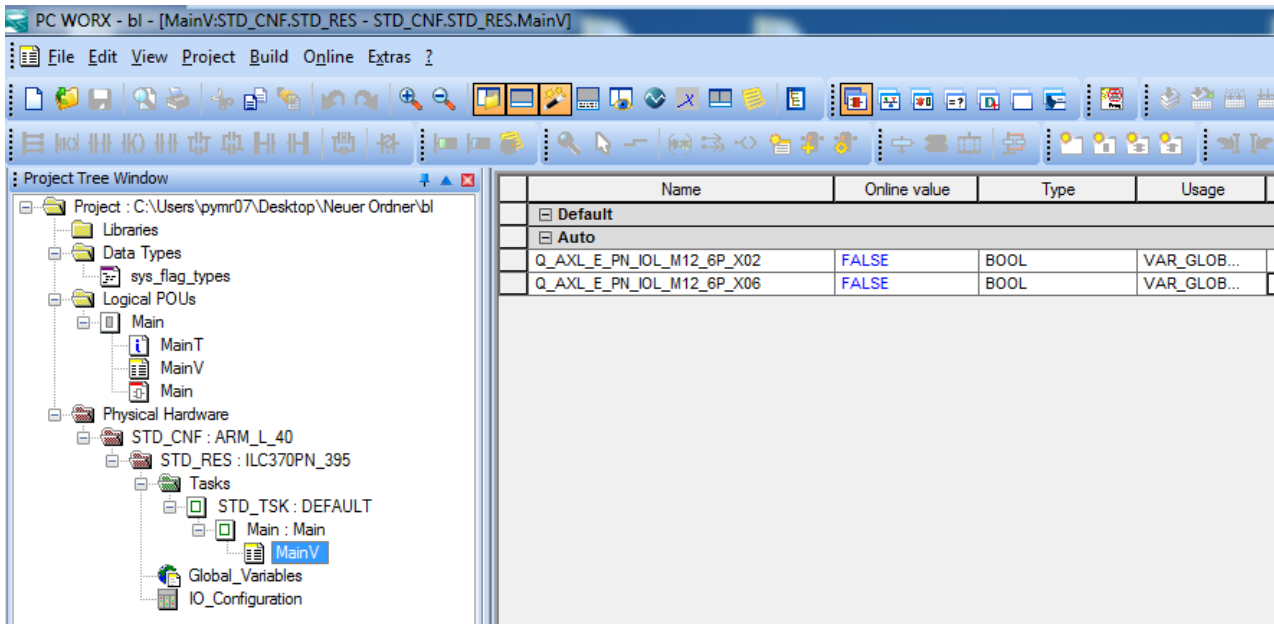 PC WORX - bl - [MainV:STD_CNF.STD_RES - STD_CNF.STD_RES.MainV]
File Edit View Project Build Online Extras ?
Project Tree Window
Project : C:\Users\pymr07\Desktop\Neuer Ordner\bl
Libraries
Data Types
sys_flag_types
Logical POUs
Main
MainT
MainV
Main
Physical Hardware
STD_CNF : ARM_L_40
STD_RES : ILC370PN_395
Tasks
STD_TSK : DEFAULT
Main : Main
MainV
Global_Variables
IO_Configuration
Name Online value Type Usage
Default
Auto
Q_AXL_E_PN_IOL_M12_6P_X02 FALSE BOOL VAR_GLOB...
Q_AXL_E_PN_IOL_M12_6P_X06 FALSE BOOL VAR_GLOB...